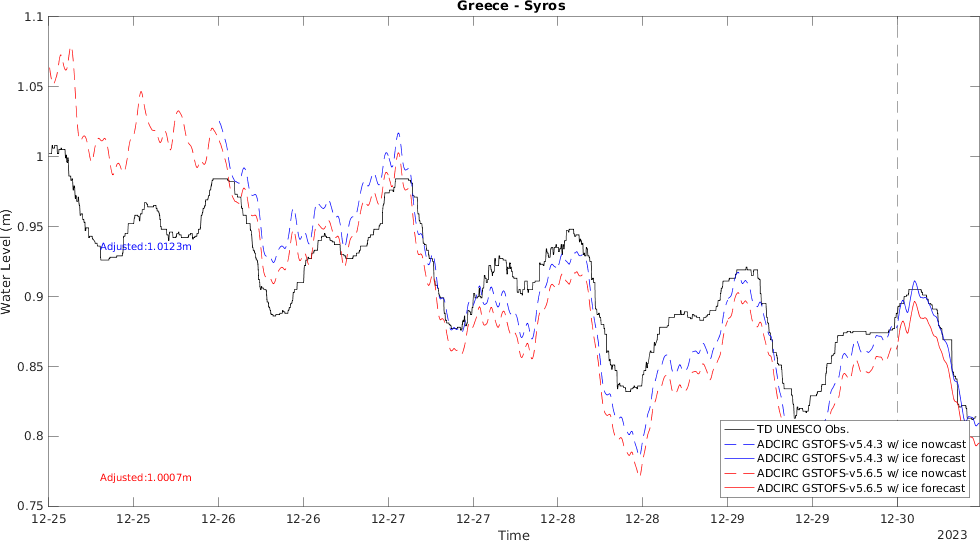 Greece - Syros
1.1
1.05
1
0.95
0.9
0.85
0.8
0.75
Water Level (m)
Adjusted:1.0123m
Adjusted:1.0007m
TD UNESCO Obs.
ADCIRC GSTOFS-v5.4.3 w/ ice nowcast
ADCIRC GSTOFS-v5.4.3 w/ ice forecast
ADCIRC GSTOFS-v5.6.5 w/ ice nowcast
ADCIRC GSTOFS-v5.6.5 w/ ice forecast
12-25 12-25 12-26 12-26 12-27 12-27 12-28 12-28 12-29 12-29 12-30
Time
2023